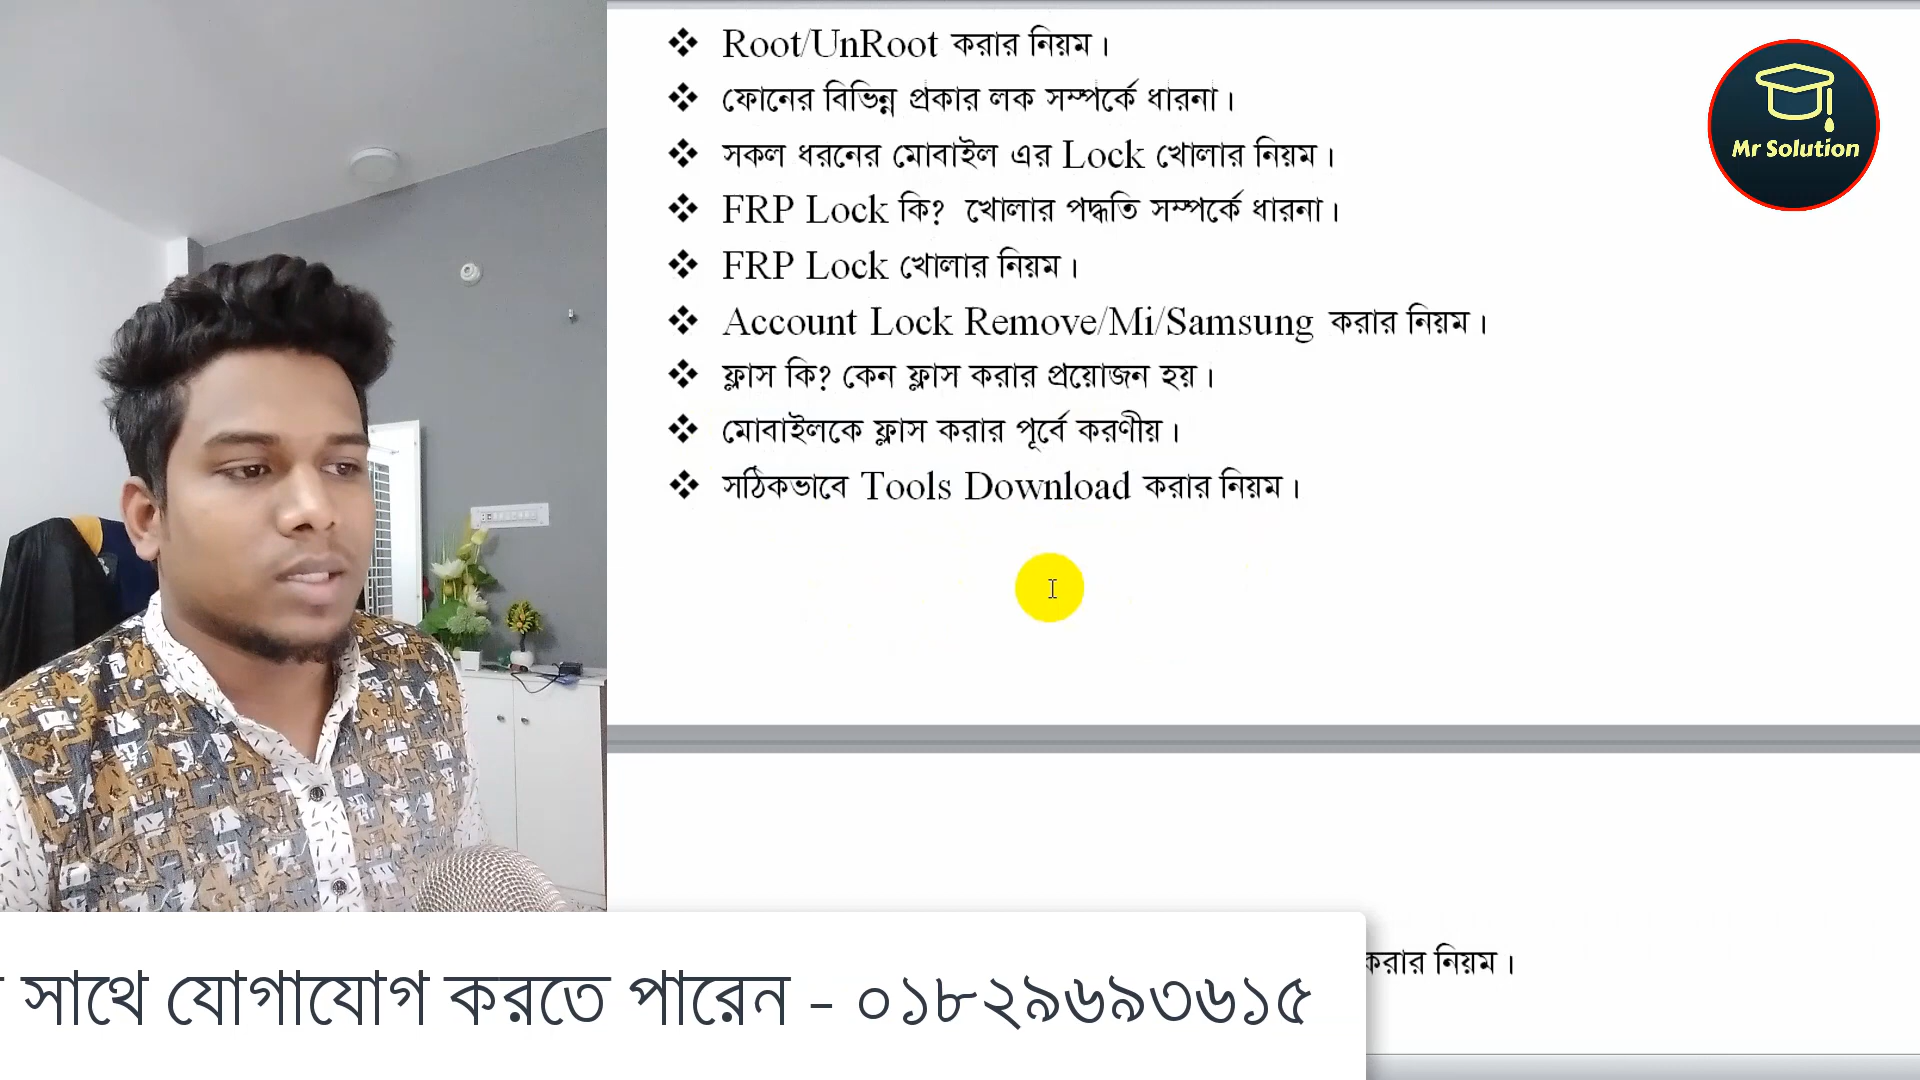 Root/UnRoot করার নিয়ম।
ফোনের বিভিন্ন প্রকার লক সম্পর্কে ধারনা।
সকল ধরনের মোবাইল এর Lock খোলার নিয়ম।
FRP Lock কি? খোলার পদ্ধতি সম্পর্কে ধারনা।
FRP Lock খোলার নিয়ম।
Account Lock Remove/Mi/Samsung করার নিয়ম।
ফ্লাস কি? কেন ফ্লাস করার প্রয়োজন হয়।
মোবাইলকে ফ্লাস করার পূর্বে করণীয়।
সঠিকভাবে Tools Download করার নিয়ম।
Mr Solution
করার নিয়ম।
সাথে যোগাযোগ করতে পারেন - ০১৮২৯৬৯৩৬১৫